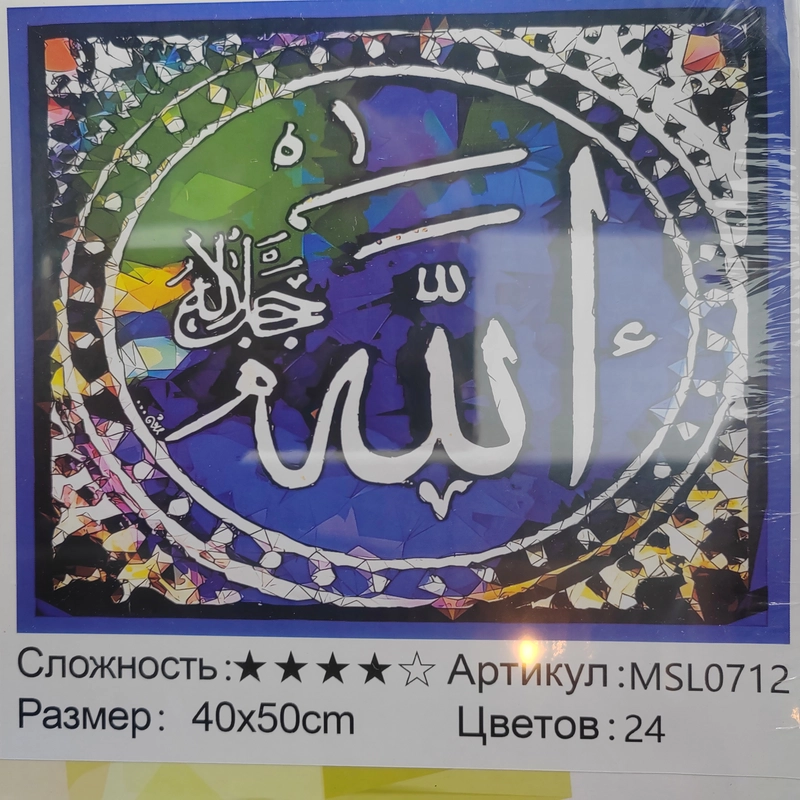 الله
جل جلاله
Сложность:★★★★☆ Артикул:MSL0712
Размер: 40x50cm Цветов:24